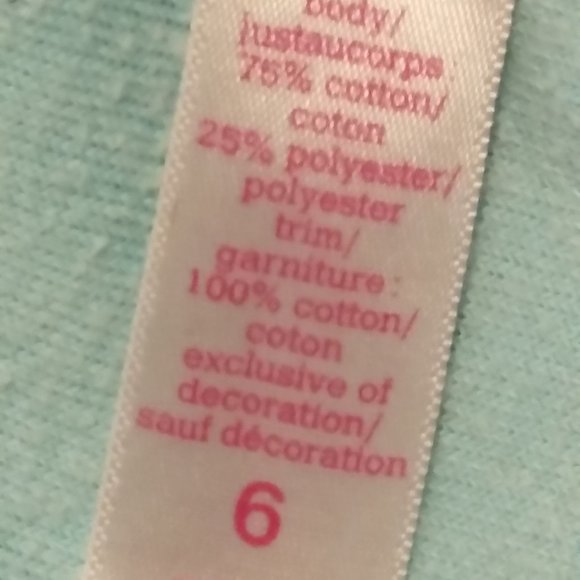 body/
justaucorps:
75% cotton/
coton
25% polyester/
polyester
trim/
garniture:
100% cotton/
coton
exclusive of
decoration/
sauf décoration
6